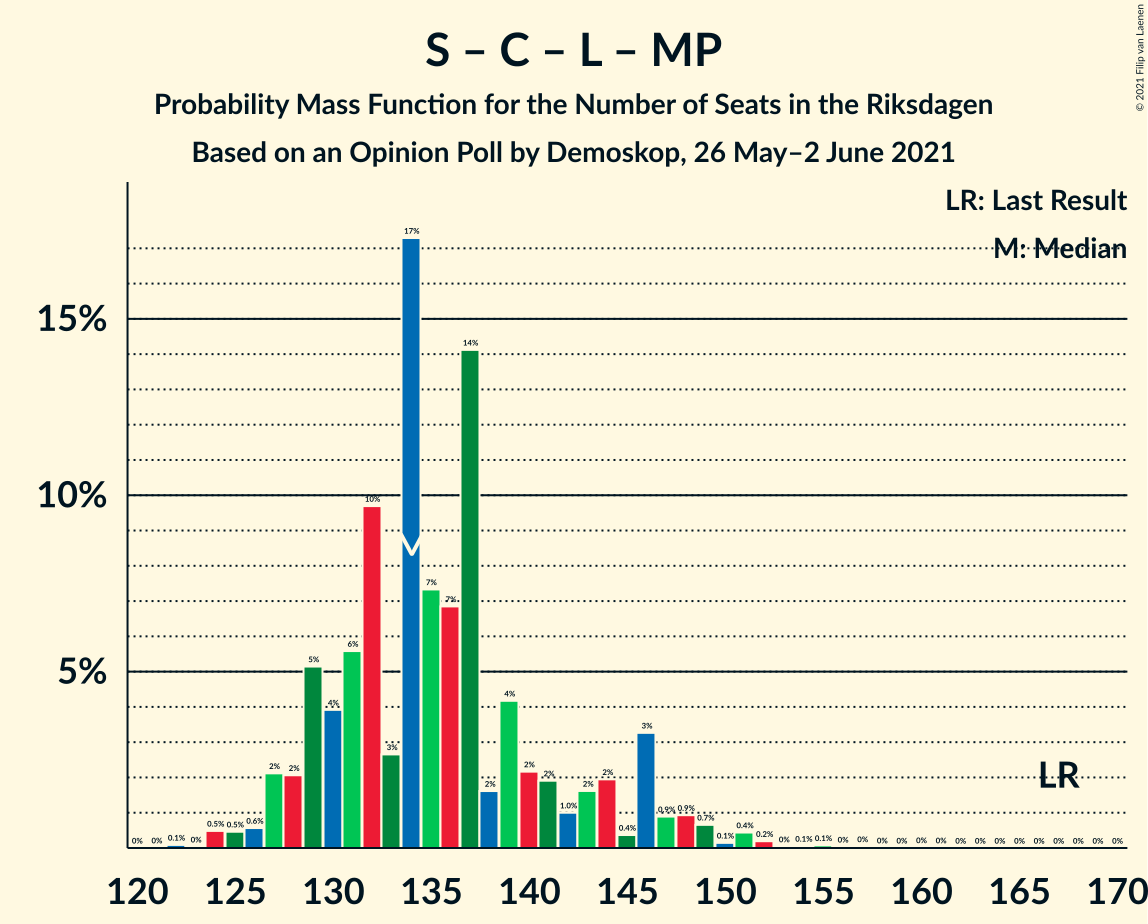 S – C – L – MP
Probability Mass Function for the Number of Seats in the Riksdagen
Based on an Opinion Poll by Demoskop, 26 May–2 June 2021
© 2021 Filip van Laenen
LR: Last Result
M: Median
15%
10%
5%
0% 0% 0.1% 0% 0.5% 0.5% 0.6% 2% 2% 5% 4% 6% 10% 3% 17% 7% 7% 14% 2% 4% 2% 2% 1.0% 2% 2% 0.4% 3% 0.9% 0.9% 0.7% 0.1% 0.4% 0.2% 0% 0.1% 0.1% 0% 0% 0% 0% 0% 0% 0% 0% 0% 0% 0% 0% 0% 0% 0%
LR
120 125 130 135 140 145 150 155 160 165 170